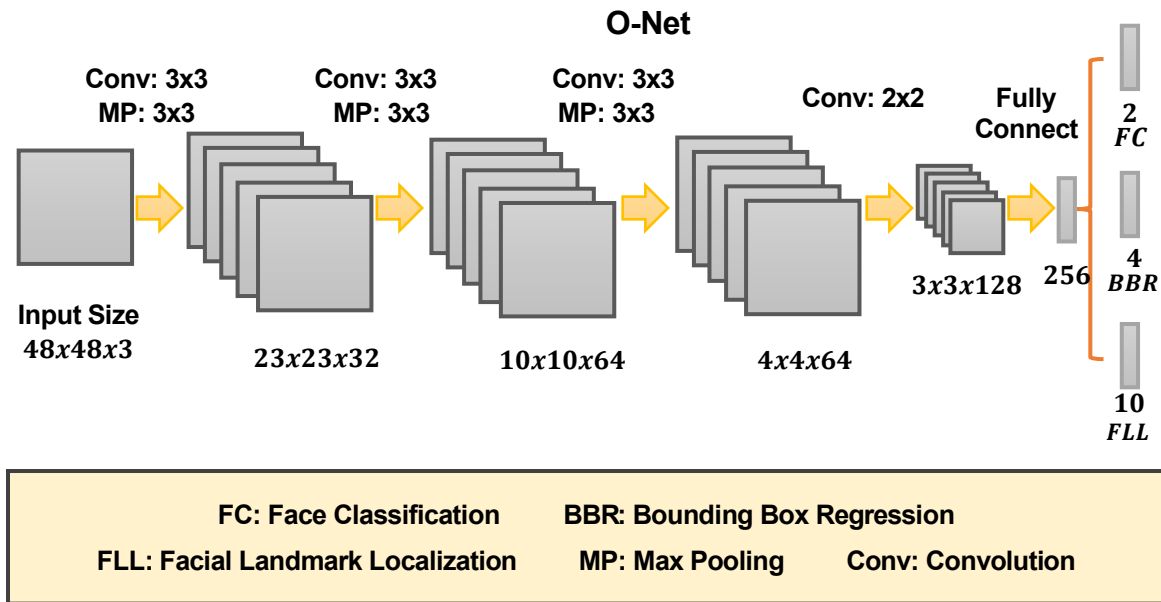 O-Net
Conv: 3x3
MP: 3x3
Conv: 3x3
MP: 3x3
Conv: 3x3
MP: 3x3
Conv: 2x2
Fully
Connect
Input Size
48x48x3
23x23x32
10x10x64
4x4x64
3x3x128
256
2
FC
4
BBR
10
FLL
FC: Face Classification BBR: Bounding Box Regression
FLL: Facial Landmark Localization MP: Max Pooling Conv: Convolution